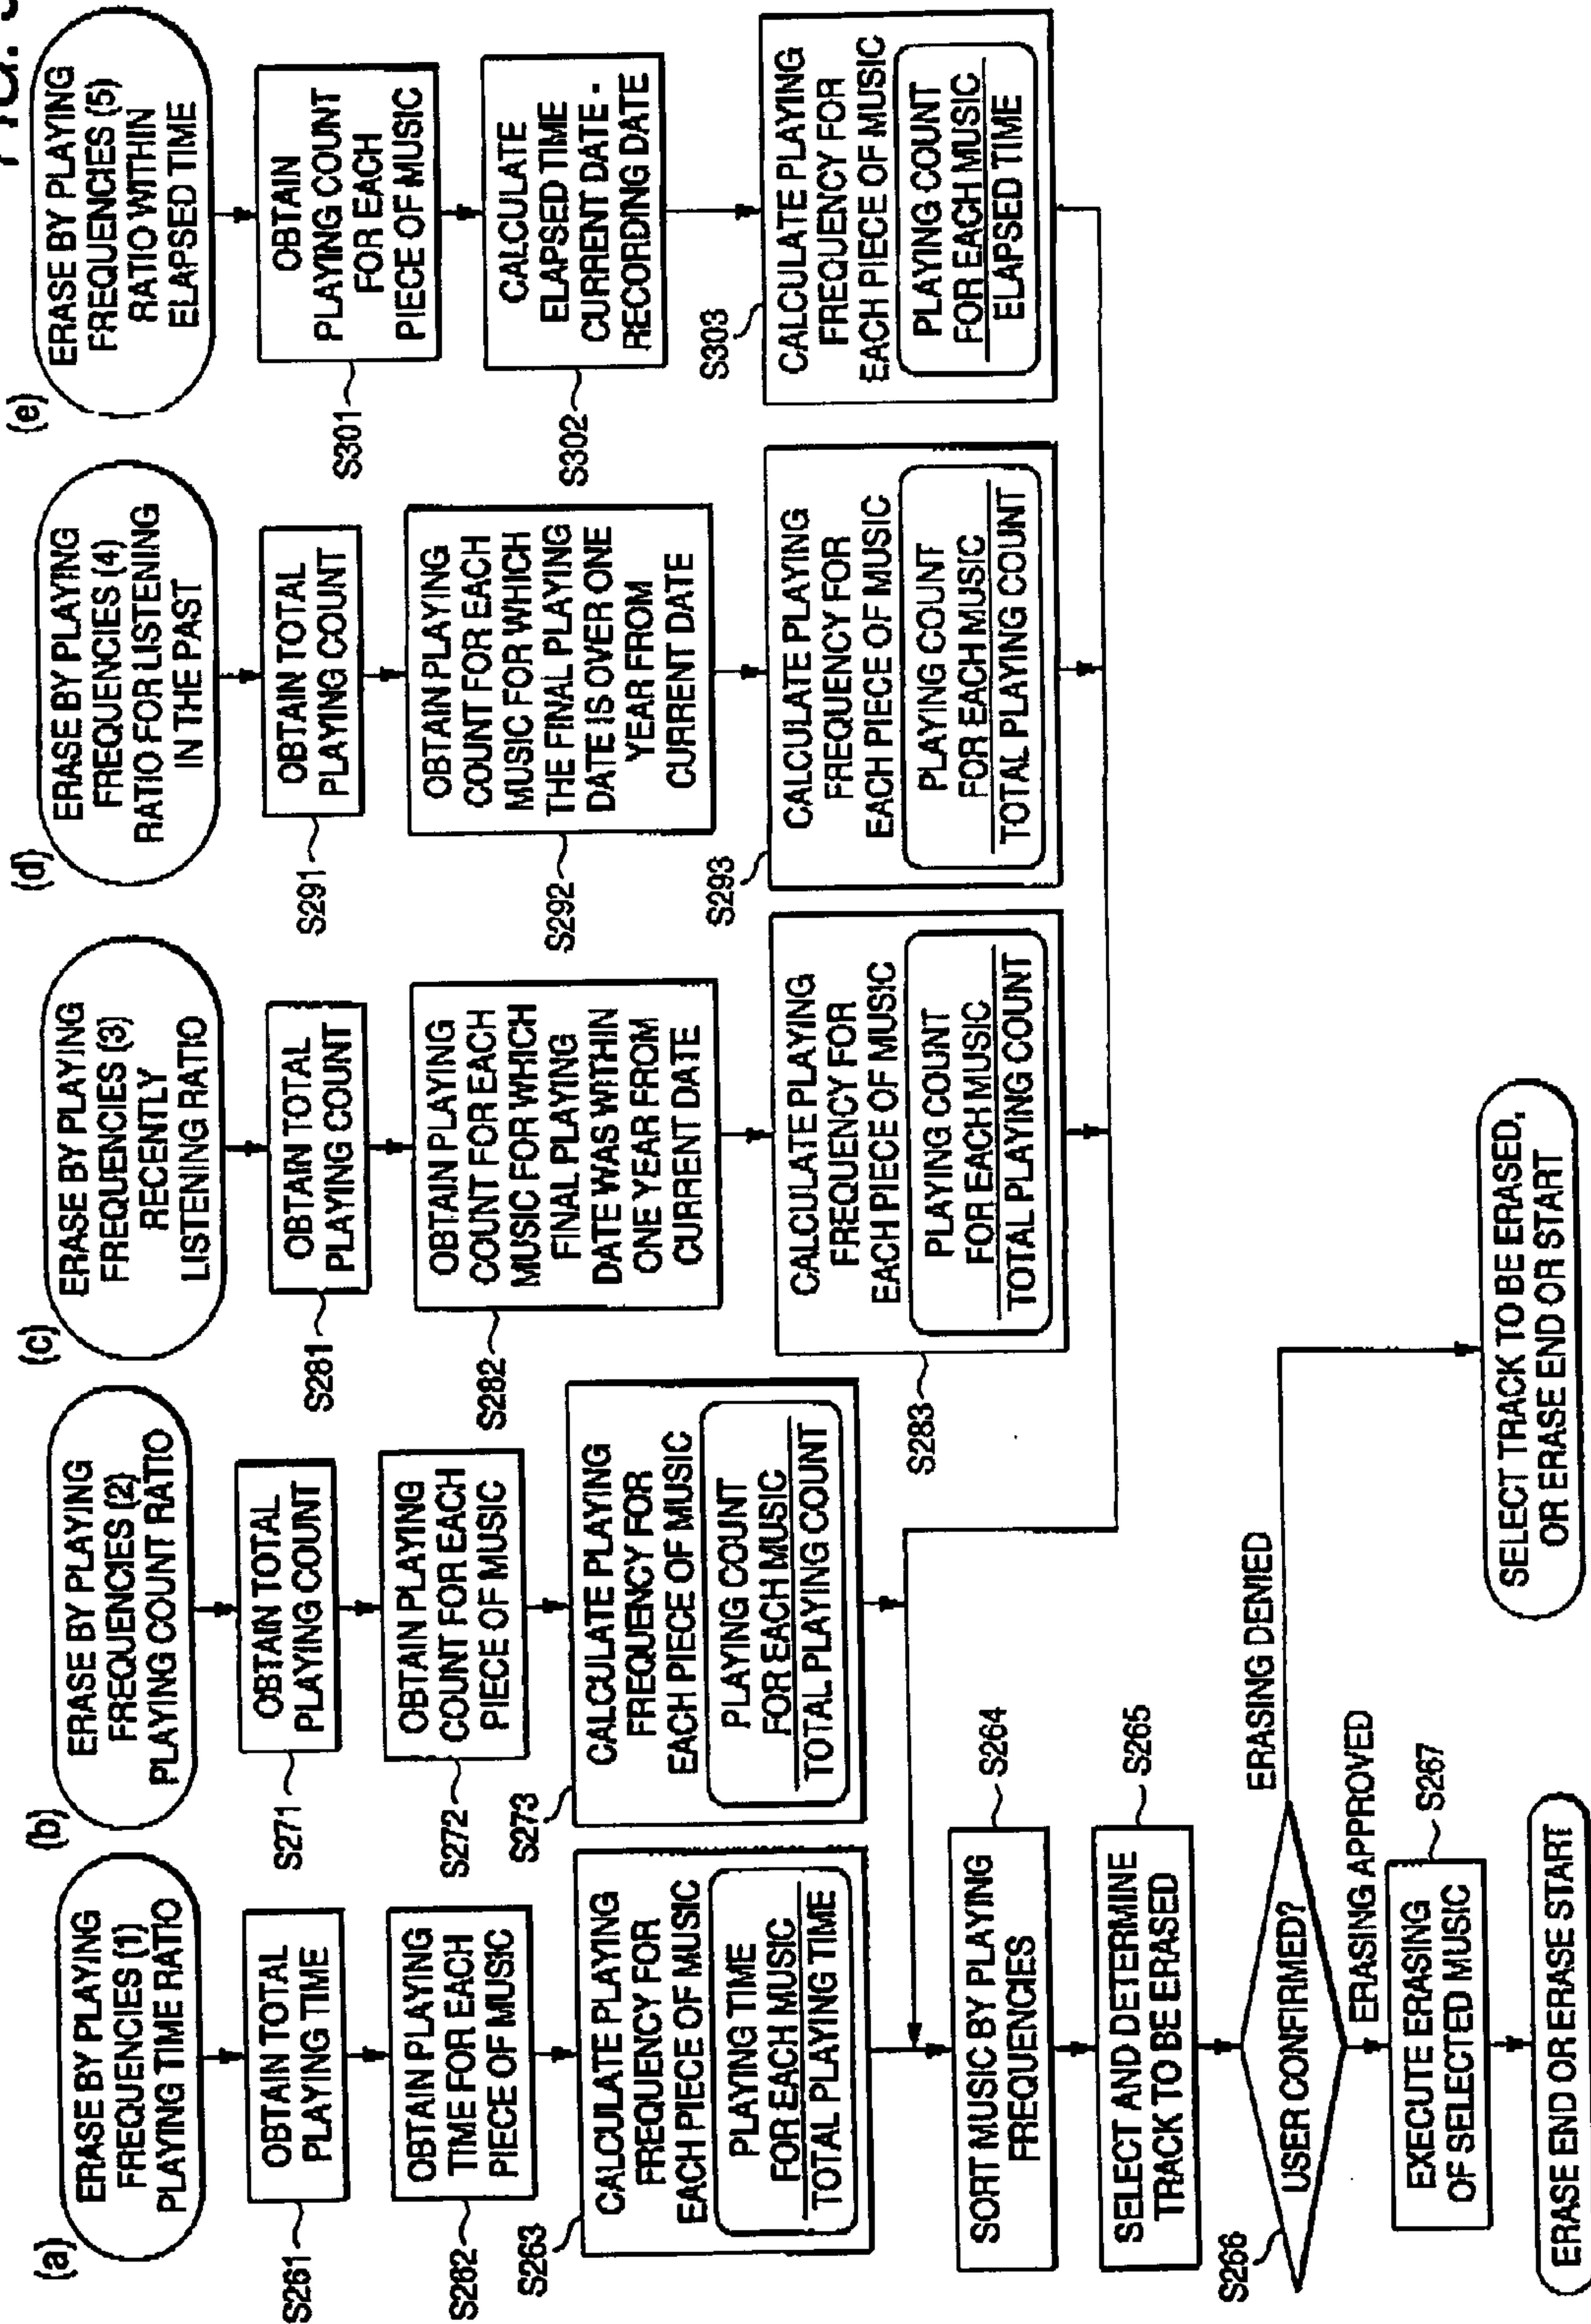 FIG.
(a)
ERASE BY PLAYING
FREQUENCIES (1)
PLAYING TIME RATIO
S261
OBTAIN TOTAL
PLAYING TIME
S262
OBTAIN PLAYING
TIME FOR EACH
PIECE OF MUSIC
S263
CALCULATE PLAYING
FREQUENCY FOR
EACH PIECE OF MUSIC
PLAYING TIME
FOR EACH MUSIC
TOTAL PLAYING TIME
(b)
ERASE BY PLAYING
FREQUENCIES (2)
PLAYING COUNT RATIO
S271
OBTAIN TOTAL
PLAYING COUNT
S272
OBTAIN PLAYING
COUNT FOR EACH
PIECE OF MUSIC
S273
CALCULATE PLAYING
FREQUENCY FOR
EACH PIECE OF MUSIC
PLAYING COUNT
FOR EACH MUSIC
TOTAL PLAYING COUNT
(c)
ERASE BY PLAYING
FREQUENCIES (3)
RECENTLY
LISTENING RATIO
S281
OBTAIN TOTAL
PLAYING COUNT
S282
OBTAIN PLAYING
COUNT FOR EACH
MUSIC FOR WHICH
FINAL PLAYING
DATE WAS WITHIN
ONE YEAR FROM
CURRENT DATE
S283
CALCULATE PLAYING
FREQUENCY FOR
EACH PIECE OF MUSIC
PLAYING COUNT
FOR EACH MUSIC
TOTAL PLAYING COUNT
(d)
ERASE BY PLAYING
FREQUENCIES (4)
RATIO FOR LISTENING
IN THE PAST
S291
OBTAIN TOTAL
PLAYING COUNT
S292
OBTAIN PLAYING
COUNT FOR EACH
MUSIC FOR WHICH
THE FINAL PLAYING
DATE IS OVER ONE
YEAR FROM
CURRENT DATE
S293
CALCULATE PLAYING
FREQUENCY FOR
EACH PIECE OF MUSIC
PLAYING COUNT
FOR EACH MUSIC
TOTAL PLAYING COUNT
(e)
ERASE BY PLAYING
FREQUENCIES (5)
RATIO WITHIN
ELAPSED TIME
S301
OBTAIN
PLAYING COUNT
FOR EACH
PIECE OF MUSIC
S302
CALCULATE
ELAPSED TIME
CURRENT DATE -
RECORDING DATE
S303
CALCULATE PLAYING
FREQUENCY FOR
EACH PIECE OF MUSIC
PLAYING COUNT
FOR EACH MUSIC
ELAPSED TIME
SORT MUSIC BY PLAYING
FREQUENCIES
S264
SELECT AND DETERMINE
TRACK TO BE ERASED
S265
S266
USER CONFIRMED?
ERASING DENIED
ERASING APPROVED
EXECUTE ERASING
OF SELECTED MUSIC
S267
ERASE END OR ERASE START
SELECT TRACK TO BE ERASED,
OR ERASE END OR START